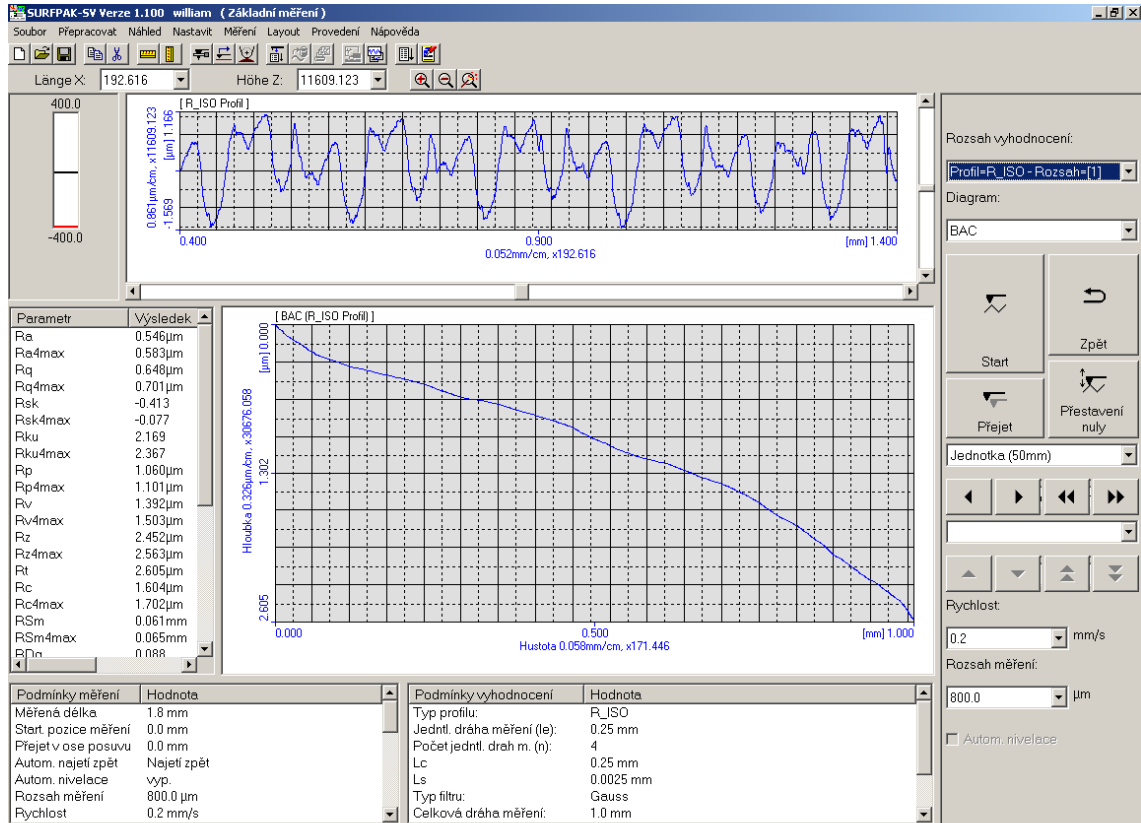 SURFPAK-SV Verze 1.100 william ( Základní měření )
Soubor Přepracovat Náhled Nastavit Měření Layout Provedení Nápověda
Länge X: 192.616 Höhe Z: 11609.123
400.0
-400.0
[ R_ISO Profil ]
0.861µm/cm, x11609.123
-1.569 [µm] 1.166
0.400 0.900 [mm] 1.400
0.052mm/cm, x192.616
Parametr Výsledek
Ra 0.546µm
Ra4max 0.583µm
Rq 0.648µm
Rq4max 0.701µm
Rsk -0.413
Rsk4max -0.077
Rku 2.169
Rku4max 2.367
Rp 1.060µm
Rp4max 1.101µm
Rv 1.392µm
Rv4max 1.503µm
Rz 2.452µm
Rz4max 2.563µm
Rt 2.605µm
Rc 1.604µm
Rc4max 1.702µm
RSm 0.061mm
RSm4max 0.065mm
RDq 0.088
[ BAC (R_ISO Profil) ]
Hloubka 0.326µm/cm, x30676.058
2.605 1.302 [µm] 0.000
0.000 0.500 [mm] 1.000
Hustota 0.058mm/cm, x171.446
Podmínky měření Hodnota
Měřená délka 1.8 mm
Start. pozice měření 0.0 mm
Přejet v ose posuvu 0.0 mm
Autom. najetí zpět Najetí zpět
Autom. nivelace vyp.
Rozsah měření 800.0 µm
Rychlost 0.2 mm/s
Podmínky vyhodnocení Hodnota
Typ profilu: R_ISO
Jedntl. dráha měření (le): 0.25 mm
Počet jedntl. drah m. (n): 4
Lc 0.25 mm
Ls 0.0025 mm
Typ filtru: Gauss
Celková dráha měření: 1.0 mm
Rozsah vyhodnocení:
Profil=R_ISO - Rozsah=[1]
Diagram:
BAC
Start
Zpět
Přejet
Přestavení
nuly
Jednotka (50mm)
Rychlost:
0.2 mm/s
Rozsah měření:
800.0 µm
Autom. nivelace